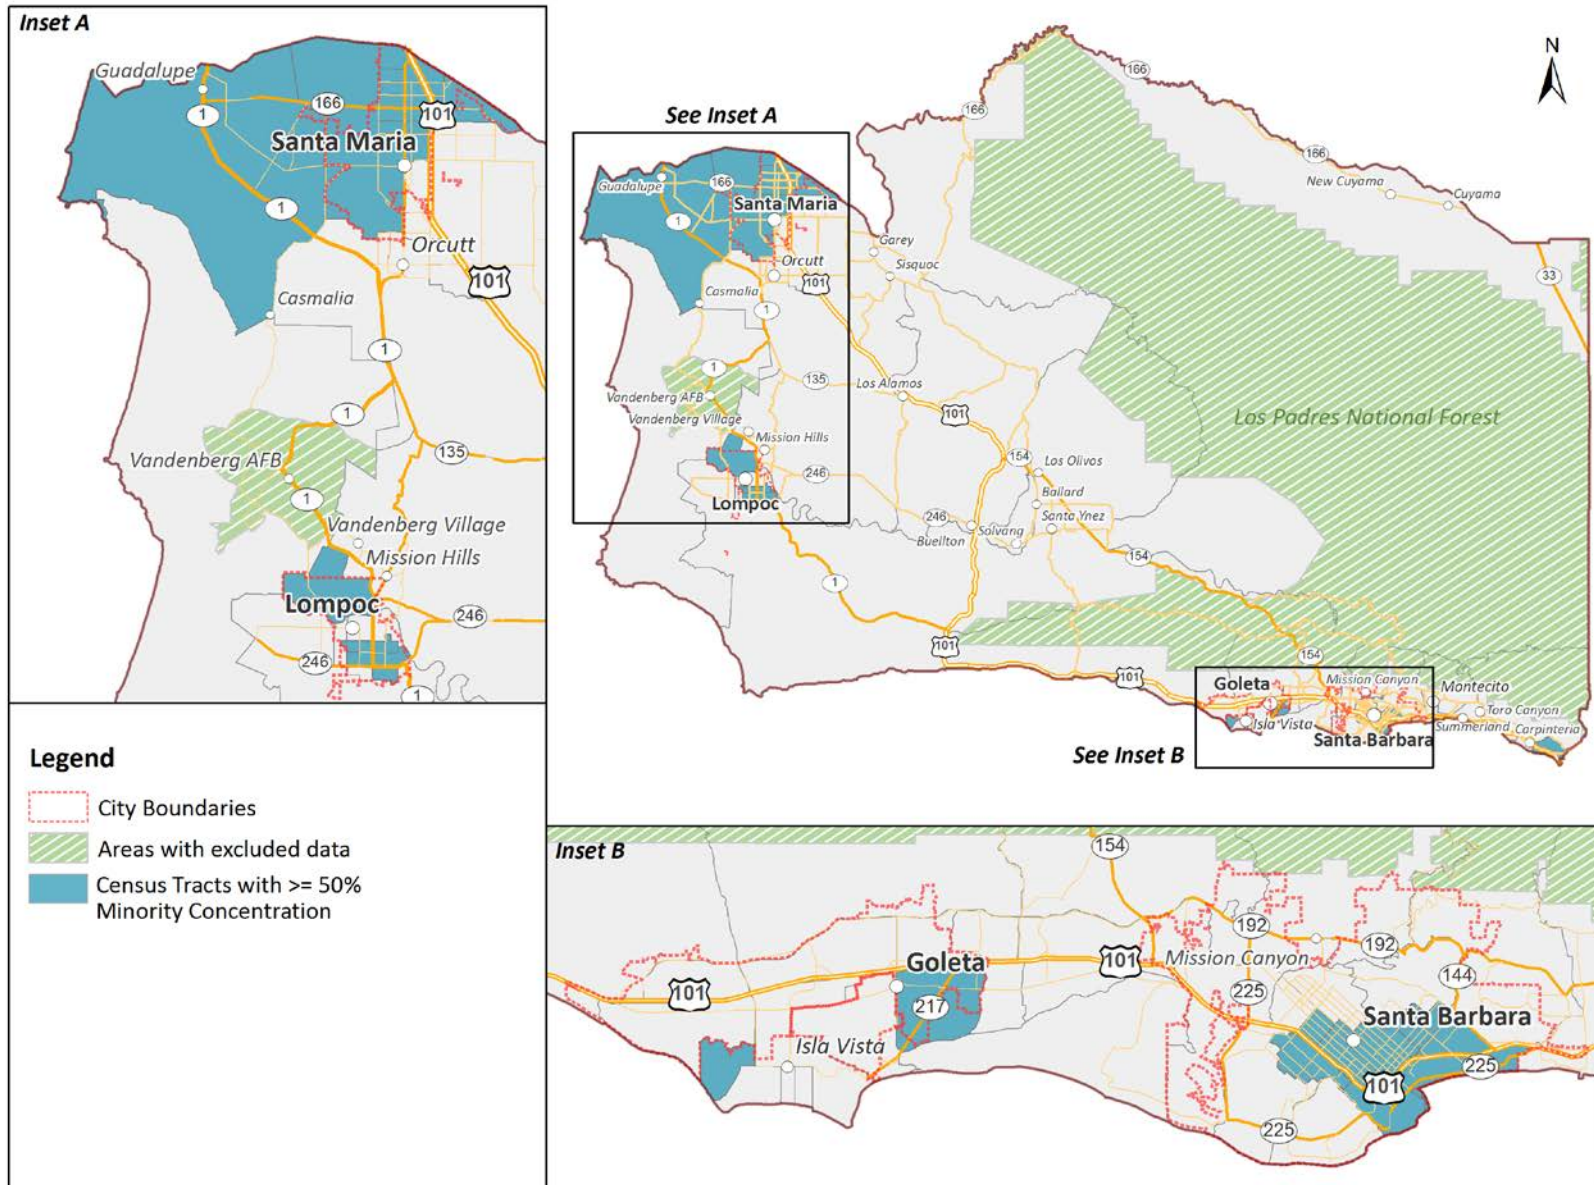 Inset A
Guadalupe
1
166
101
Santa Maria
1
Orcutt
101
Casmalia
1
1
135
Vandenberg AFB
1
Vandenberg Village
Mission Hills
Lompoc
246
246
1
N
See Inset A
166
166
166
New Cuyama
Cuyama
33
Guadalupe
166
Santa Maria
1
Garey
Orcutt
Sisquoc
101
Casmalia
1
1
135
Los Alamos
Vandenberg AFB
101
Vandenberg Village
Los Padres National Forest
Mission Hills
154
Los Olivos
246
Ballard
Lompoc
246
Solvang
Santa Ynez
Buellton
154
1
101
154
101
Goleta
Mission Canyon
Montecito
Isla Vista
Toro Canyon
Summerland
Carpinteria
Santa Barbara
See Inset B
Legend
City Boundaries
Areas with excluded data
Census Tracts with >= 50%
Minority Concentration
Inset B
154
192
192
Mission Canyon
101
Goleta
144
101
225
217
Santa Barbara
Isla Vista
225
101
225